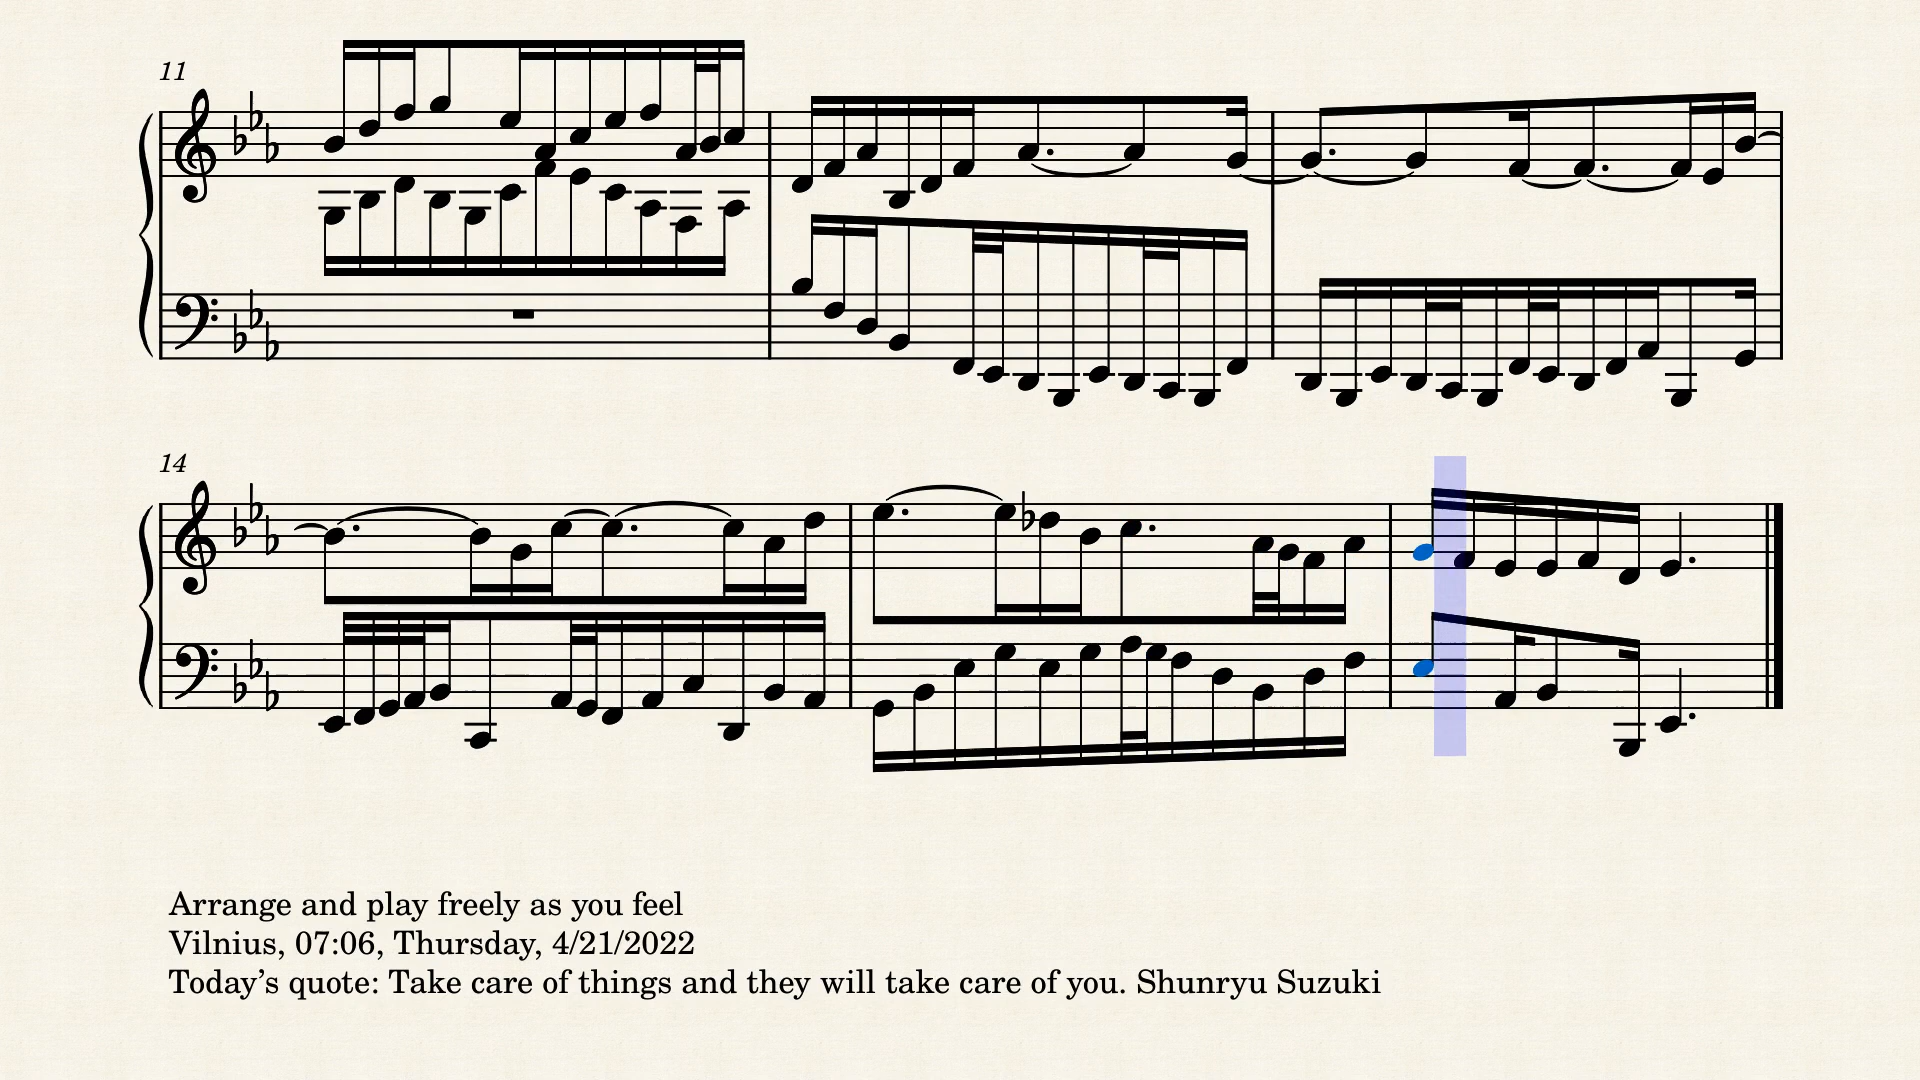 11
14
Arrange and play freely as you feel
Vilnius, 07:06, Thursday, 4/21/2022
Today’s quote: Take care of things and they will take care of you. Shunryu Suzuki